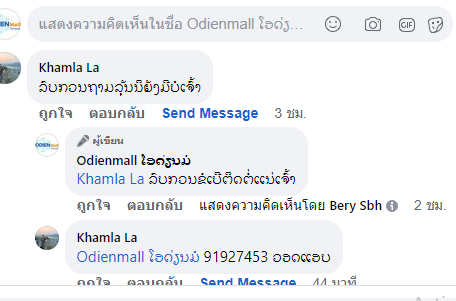 แสดงความคิดเห็นในชื่อ Odienmall ໂອດ່ຽ...
Khamla La
ລົບກວນຖາມລຸ້ນນີ້ຍັງມີບໍ່ເຈົ້າ
ถูกใจ ตอบกลับ Send Message 3 ชม.
ผู้เขียน
Odienmall ໂອດ່ຽນມໍ
Khamla La ລົບກວນຂໍເບີຕິດຕໍ່ແນ່ເຈົ້າ
ถูกใจ ตอบกลับ แสดงความคิดเห็นโดย Bery Sbh 2 ชม.
Khamla La
Odienmall ໂອດ່ຽນມໍ 91927453 ວອດແອບ
ถูกใจ ตอบกลับ Send Message 44 นาที